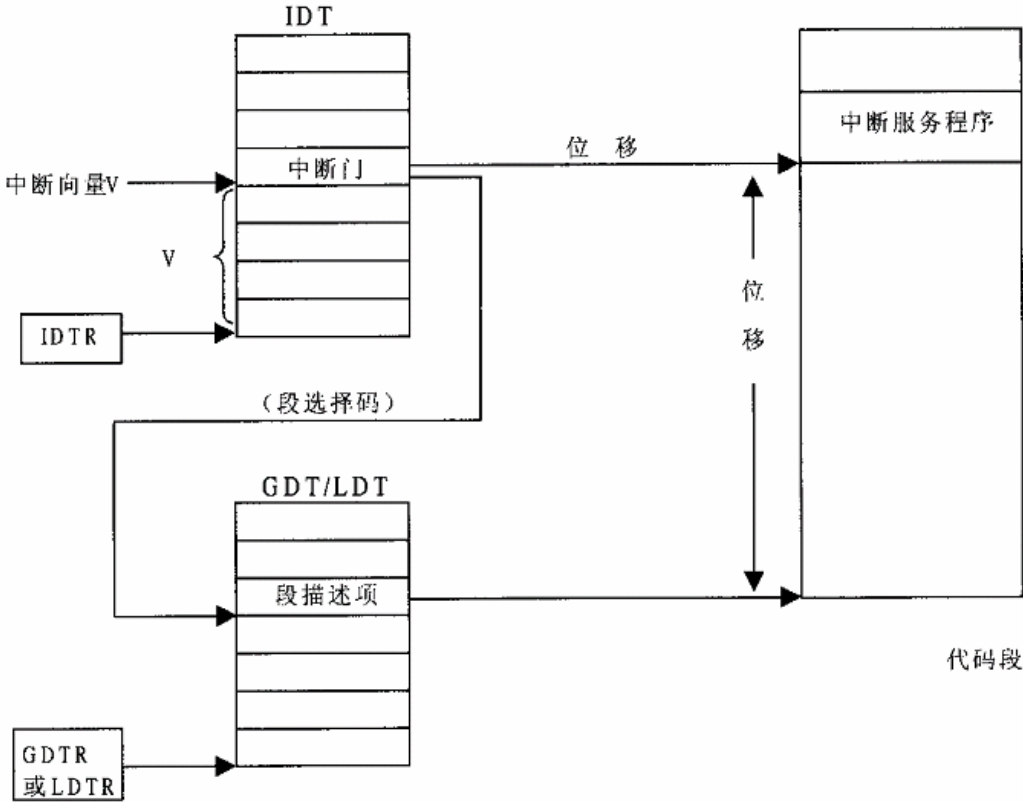 IDT
中断服务程序
位 移
中断门
中断向量V
V
位
移
IDTR
(段选择码)
GDT/LDT
段描述项
代码段
GDTR
或LDTR